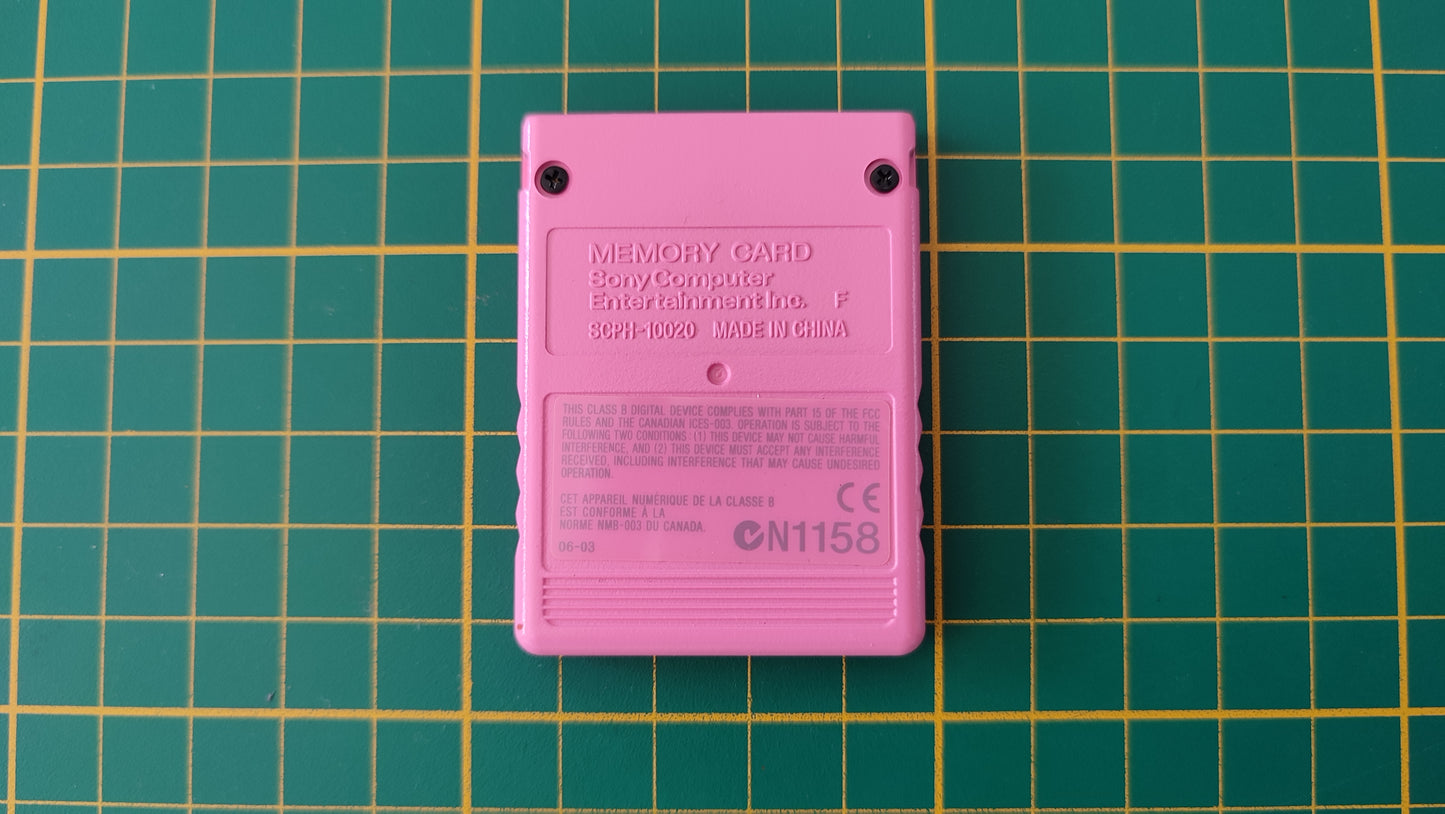 MEMORY CARD
Sony Computer
Entertainment Inc. F
SCPH-10020 MADE IN CHINA
THIS CLASS B DIGITAL DEVICE COMPLIES WITH PART 15 OF THE FCC
RULES AND THE CANADIAN ICES-003. OPERATION IS SUBJECT TO THE
FOLLOWING TWO CONDITIONS. (1) THIS DEVICE MAY NOT CAUSE HARMFUL
INTERFERENCE, AND (2) THIS DEVICE MUST ACCEPT ANY INTERFERENCE
RECEIVED, INCLUDING INTERFERENCE THAT MAY CAUSE UNDESIRED
OPERATION.
CET APPAREIL NUMÉRIQUE DE LA CLASSE B
EST CONFORME À LA
NORME NMB-003 DU CANADA.
06-03
CE
N1158